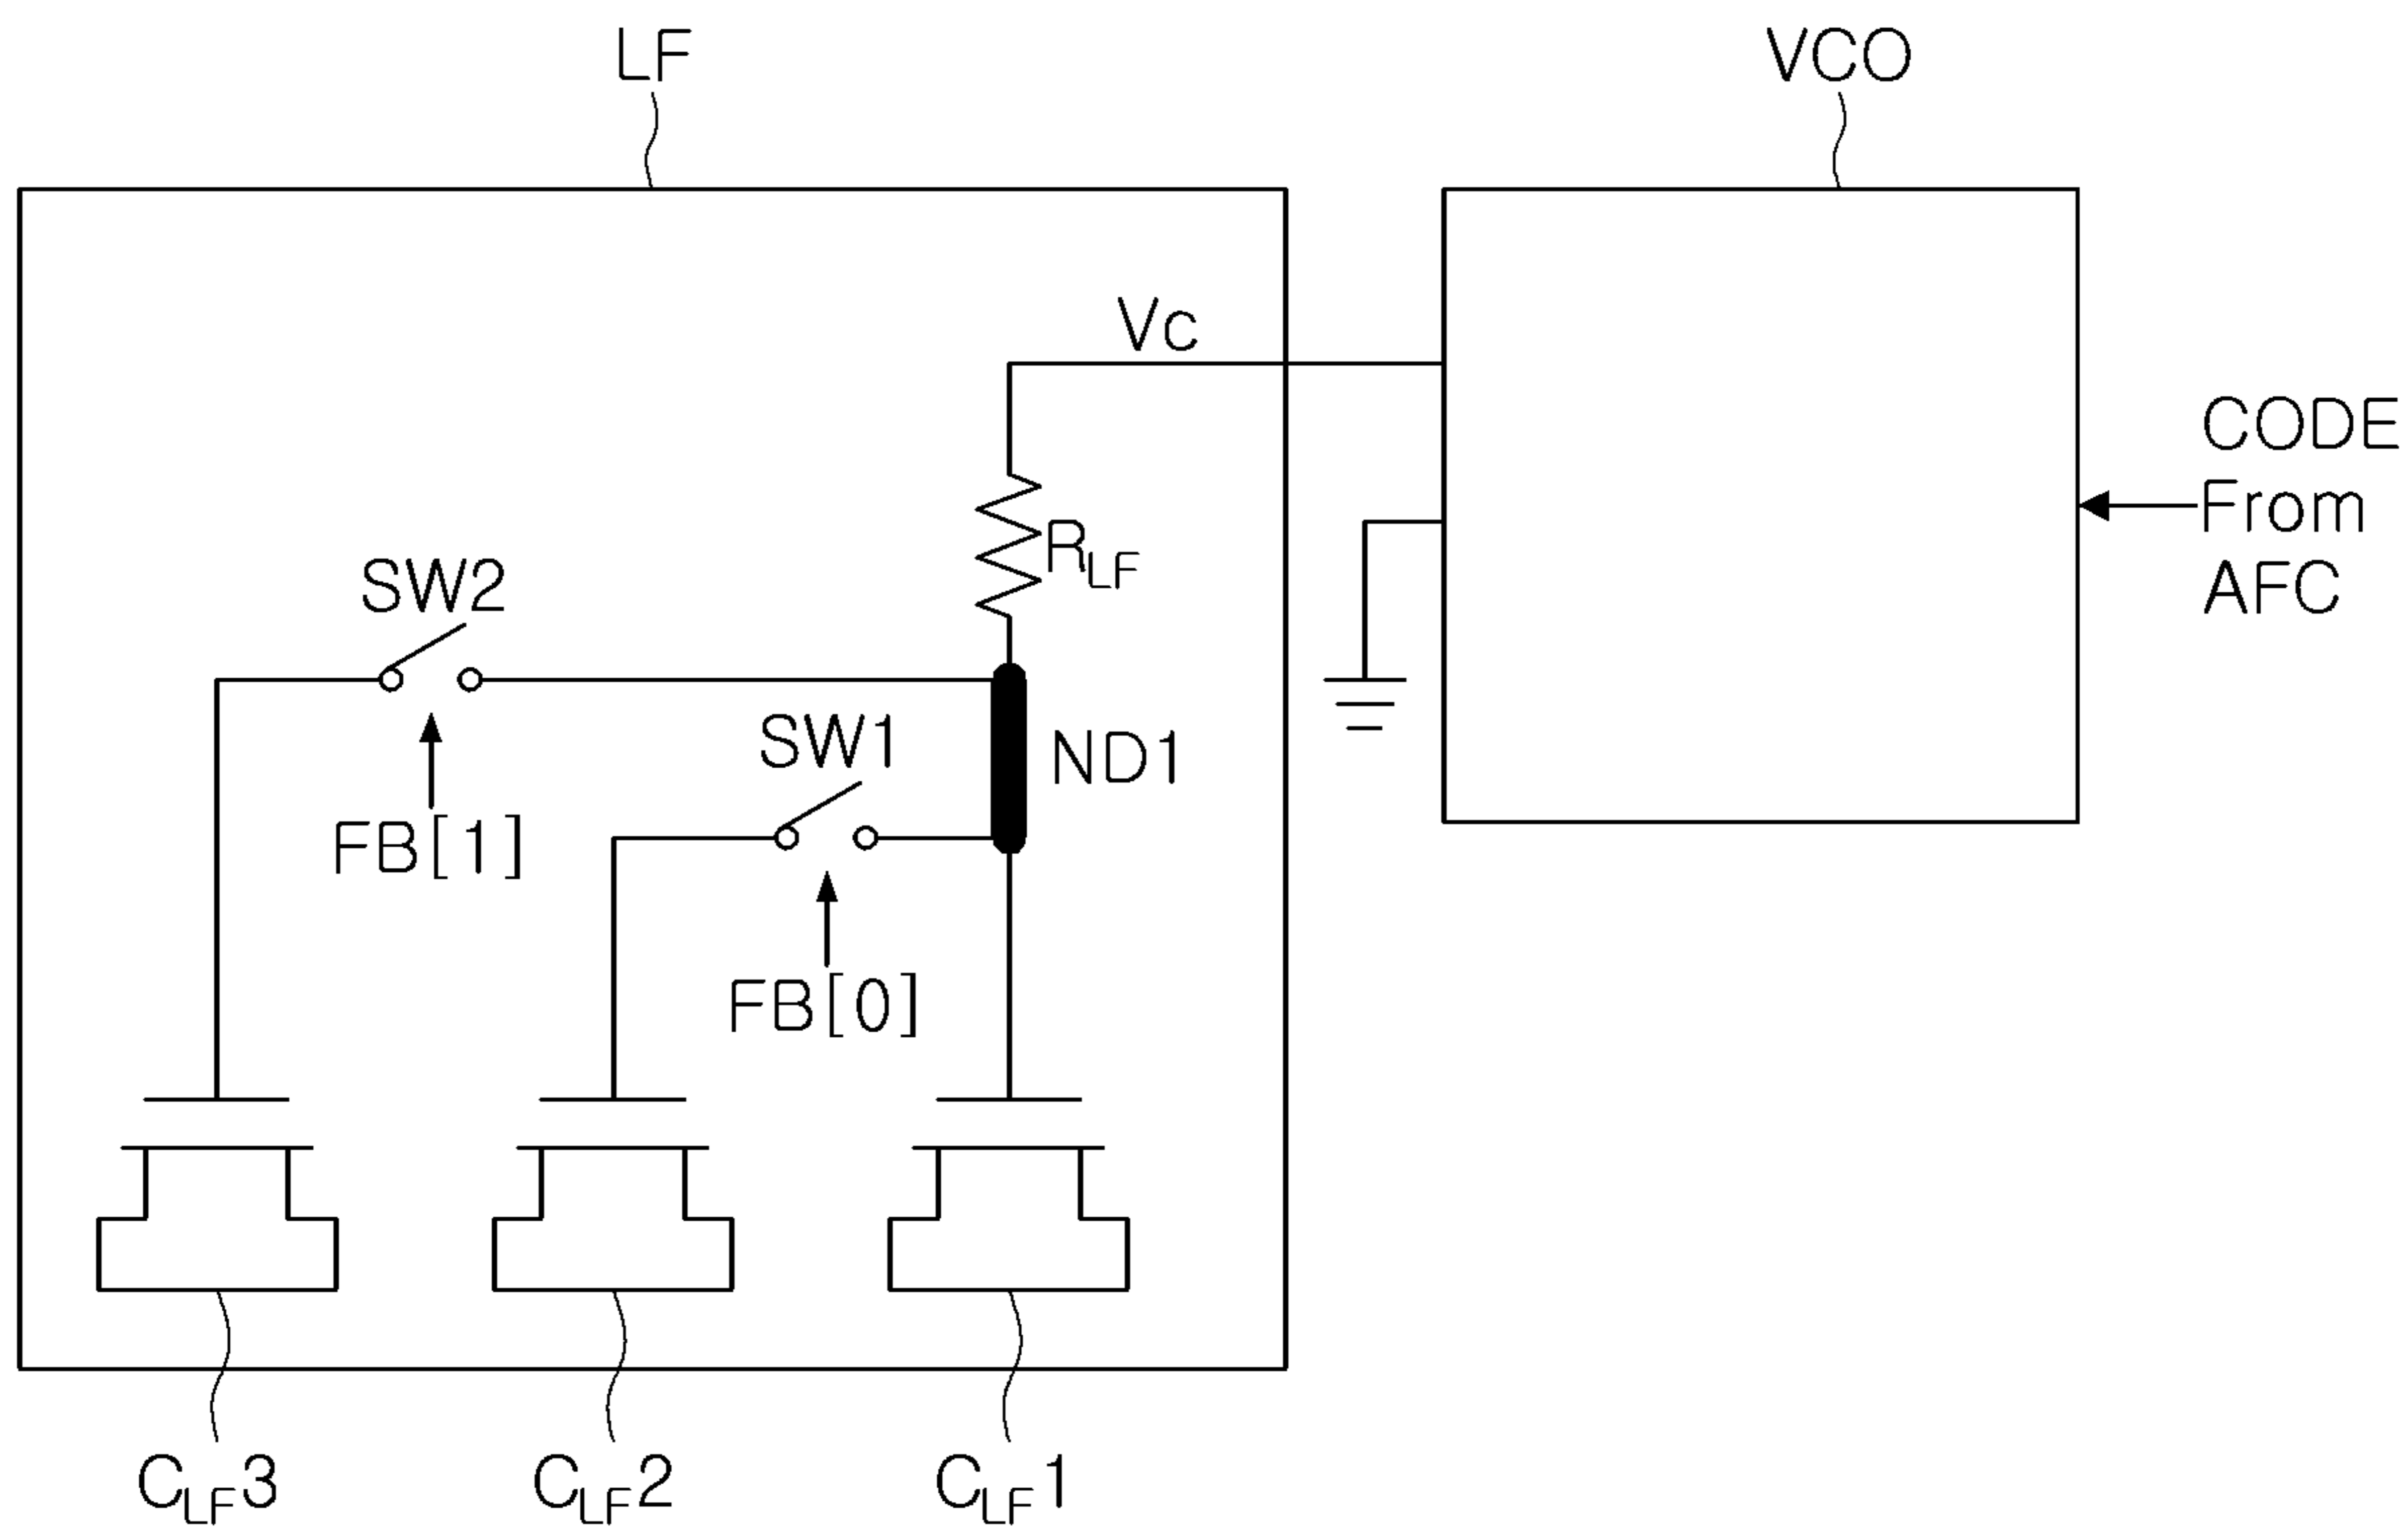 LF
VCO
Vc
CODE
From
AFC
RLF
SW2
SW1
ND1
FB[1]
FB[0]
CLF3
CLF2
CLF1